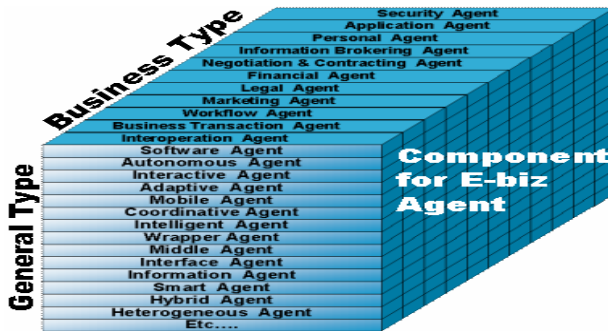 Business Type
Security Agent
Application Agent
Personal Agent
Information Brokering Agent
Negotiation & Contracting Agent
Financial Agent
Legal Agent
Marketing Agent
Workflow Agent
Business Transaction Agent
Interoperation Agent
General Type
Software Agent
Autonomous Agent
Interactive Agent
Adaptive Agent
Mobile Agent
Coordinative Agent
Intelligent Agent
Wrapper Agent
Middle Agent
Interface Agent
Information Agent
Smart Agent
Hybrid Agent
Heterogeneous Agent
Etc....
Component
for E-biz
Agent